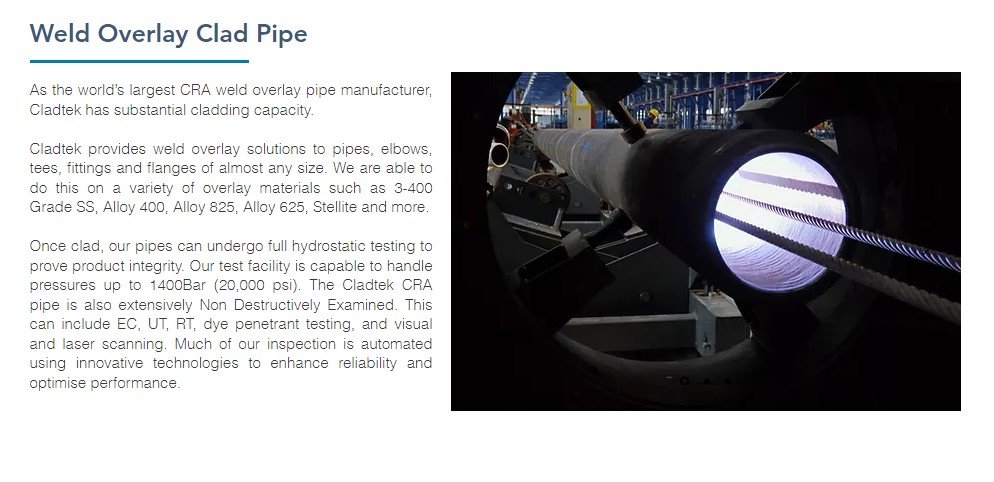 Weld Overlay Clad Pipe
As the world's largest CRA weld overlay pipe manufacturer,
Cladtek has substantial cladding capacity.
Cladtek provides weld overlay solutions to pipes, elbows,
tees, fittings and flanges of almost any size. We are able to
do this on a variety of overlay materials such as 3-400
Grade SS, Alloy 400, Alloy 825, Alloy 625, Stellite and more.
Once clad, our pipes can undergo full hydrostatic testing to
prove product integrity. Our test facility is capable to handle
pressures up to 1400Bar (20,000 psi). The Cladtek CRA
pipe is also extensively Non Destructively Examined. This
can include EC, UT, RT, dye penetrant testing, and visual
and laser scanning. Much of our inspection is automated
using innovative technologies to enhance reliability and
optimise performance.